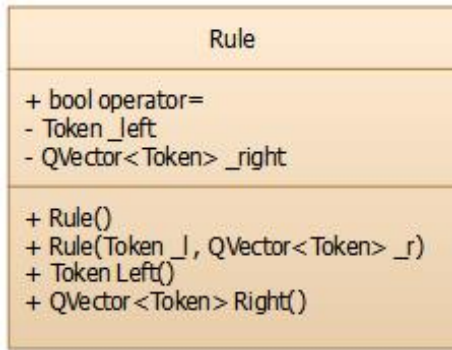 Rule
+ bool operator=
- Token _left
- QVector<Token> _right
+ Rule()
+ Rule(Token _l , QVector<Token> _r)
+ Token Left()
+ QVector<Token> Right()